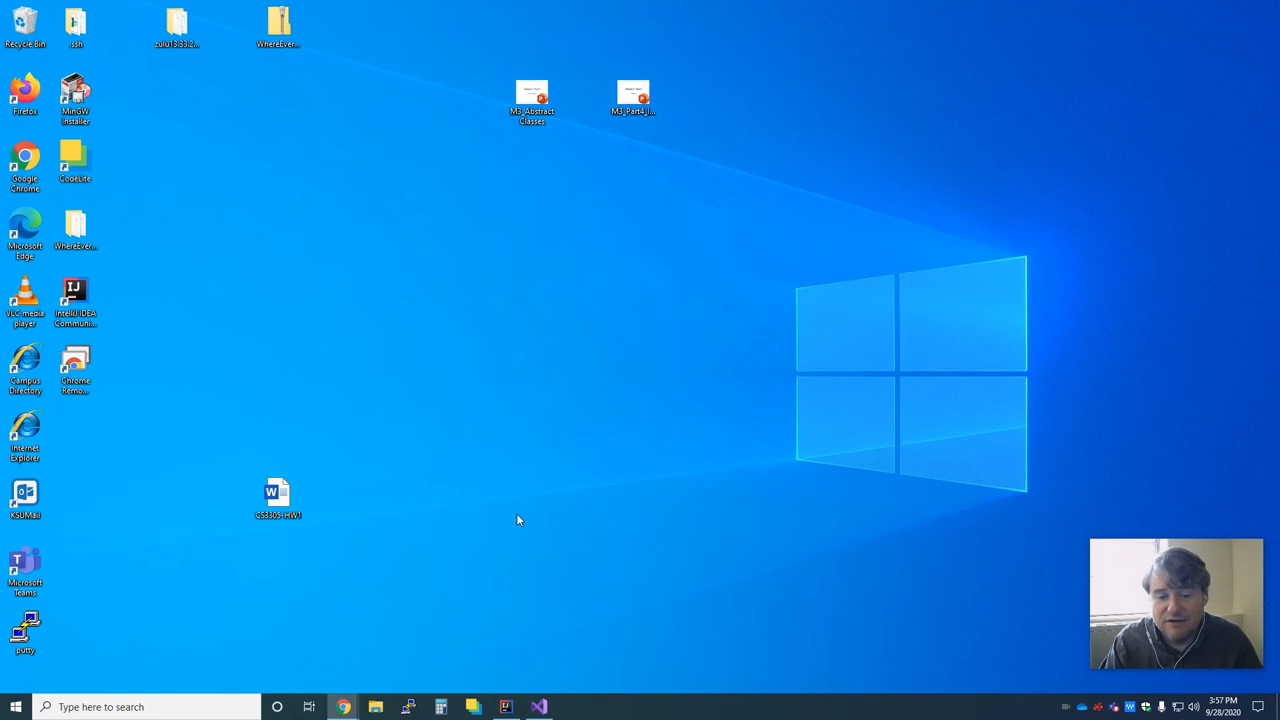 Recycle Bin
.ssh
zulu13.33.2...
WhereEver...
Firefox
MinGW
Installer
M3_Abstract
Classes
M3_Part4_I...
Google
Chrome
CodeLite
Microsoft
Edge
WhereEver...
VLC media
player
IntelliJ IDEA
Communi...
Campus
Directory
Chrome
Remo...
Internet
Explorer
KSUMail
CS3305-HW1
Microsoft
Teams
putty
Type here to search
3:57 PM
9/28/2020